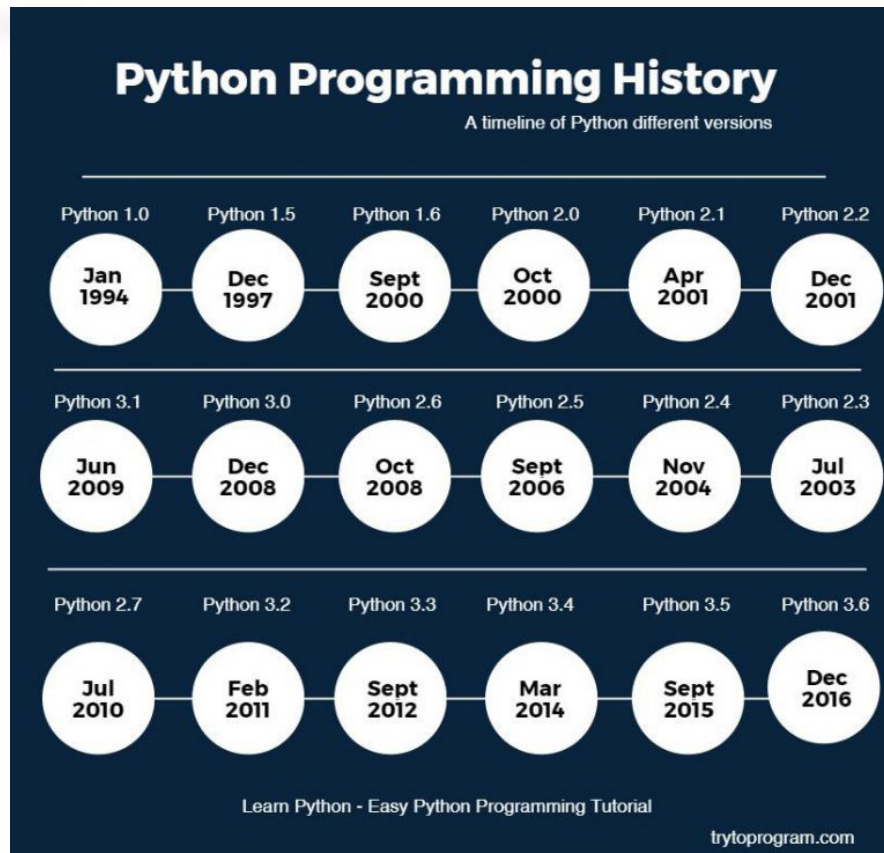 Python Programming History
A timeline of Python different versions
Python 1.0 Python 1.5 Python 1.6 Python 2.0 Python 2.1 Python 2.2
Jan Dec Sept Oct Apr Dec
1994 1997 2000 2000 2001 2001
Python 3.1 Python 3.0 Python 2.6 Python 2.5 Python 2.4 Python 2.3
Jun Dec Oct Sept Nov Jul
2009 2008 2008 2006 2004 2003
Python 2.7 Python 3.2 Python 3.3 Python 3.4 Python 3.5 Python 3.6
Jul Feb Sept Mar Sept Dec
2010 2011 2012 2014 2015 2016
Learn Python - Easy Python Programming Tutorial
trytoprogram.com